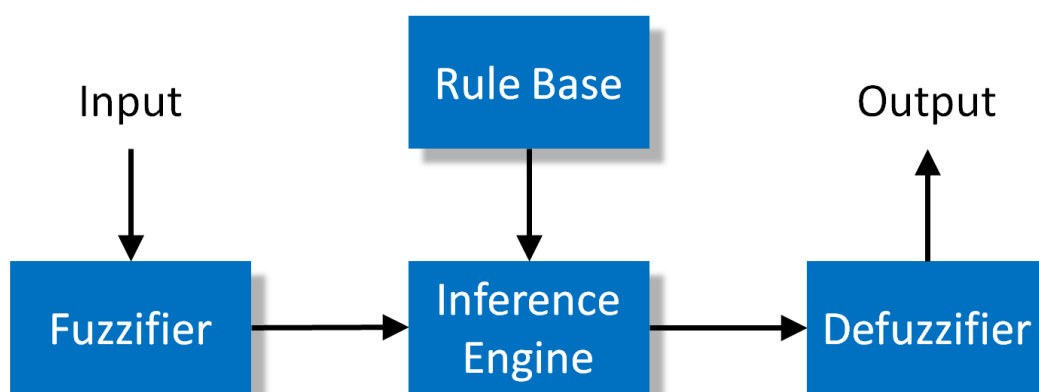 Rule Base
Input
Output
Fuzzifier
Inference
Engine
Defuzzifier